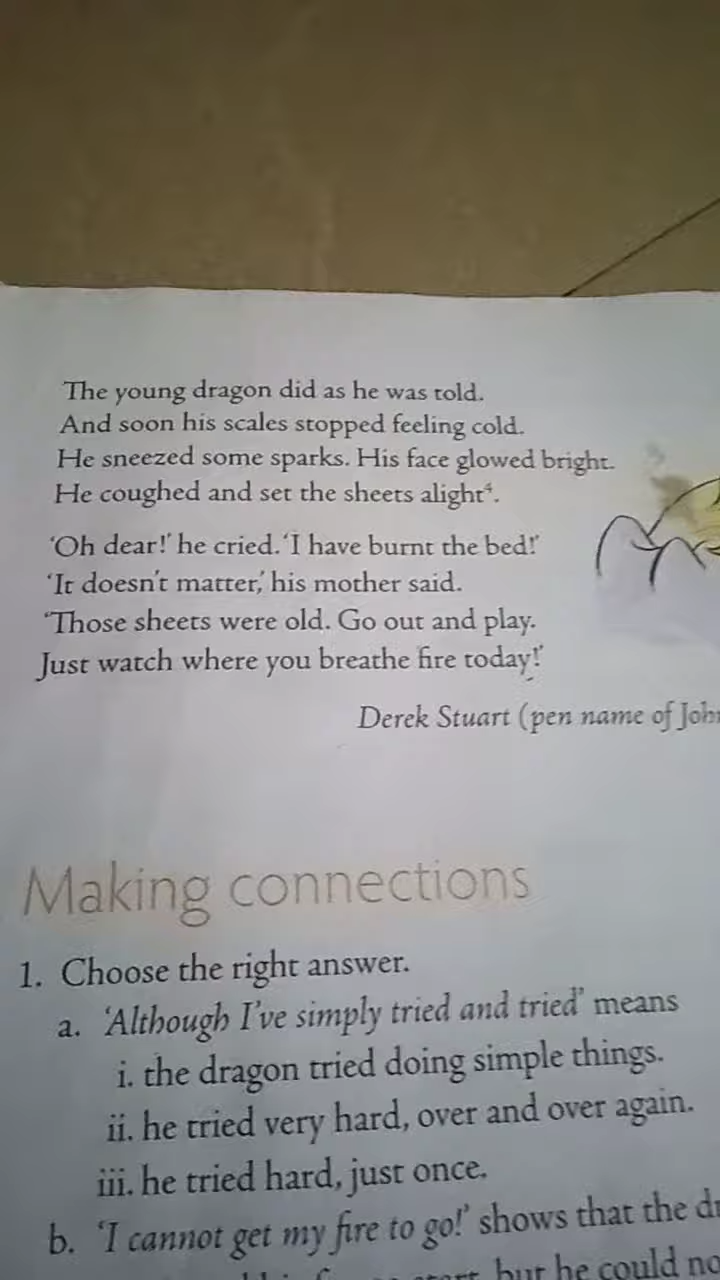 The young dragon did as he was told.
And soon his scales stopped feeling cold.
He sneezed some sparks. His face glowed bright.
He coughed and set the sheets alight⁴.
‘Oh dear!’ he cried. ‘I have burnt the bed!’
‘It doesn’t matter,’ his mother said.
‘Those sheets were old. Go out and play.
Just watch where you breathe fire today!’
Derek Stuart (pen name of
Making connections
1. Choose the right answer.
a. ‘Although I’ve simply tried and tried’ means
i. the dragon tried doing simple things.
ii. he tried very hard, over and over again.
iii. he tried hard, just once.
b. ‘I cannot get my fire to go!’ shows that the
but he could